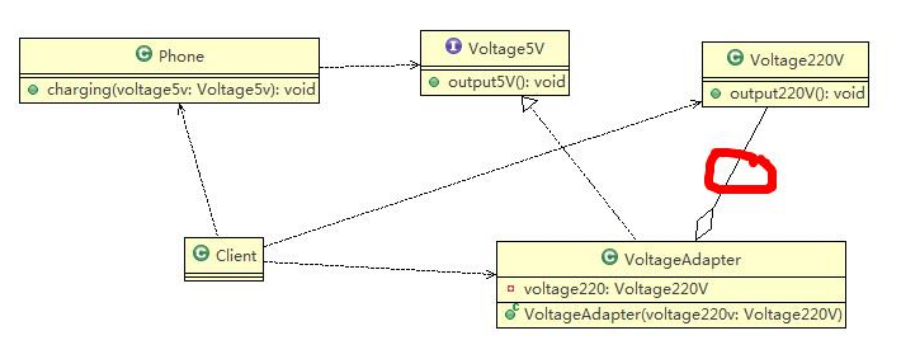 Phone
charging(voltage5v: Voltage5v): void
Voltage5V
output5V(): void
Voltage220V
output220V(): void
Client
VoltageAdapter
voltage220: Voltage220V
VoltageAdapter(voltage220v: Voltage220V)